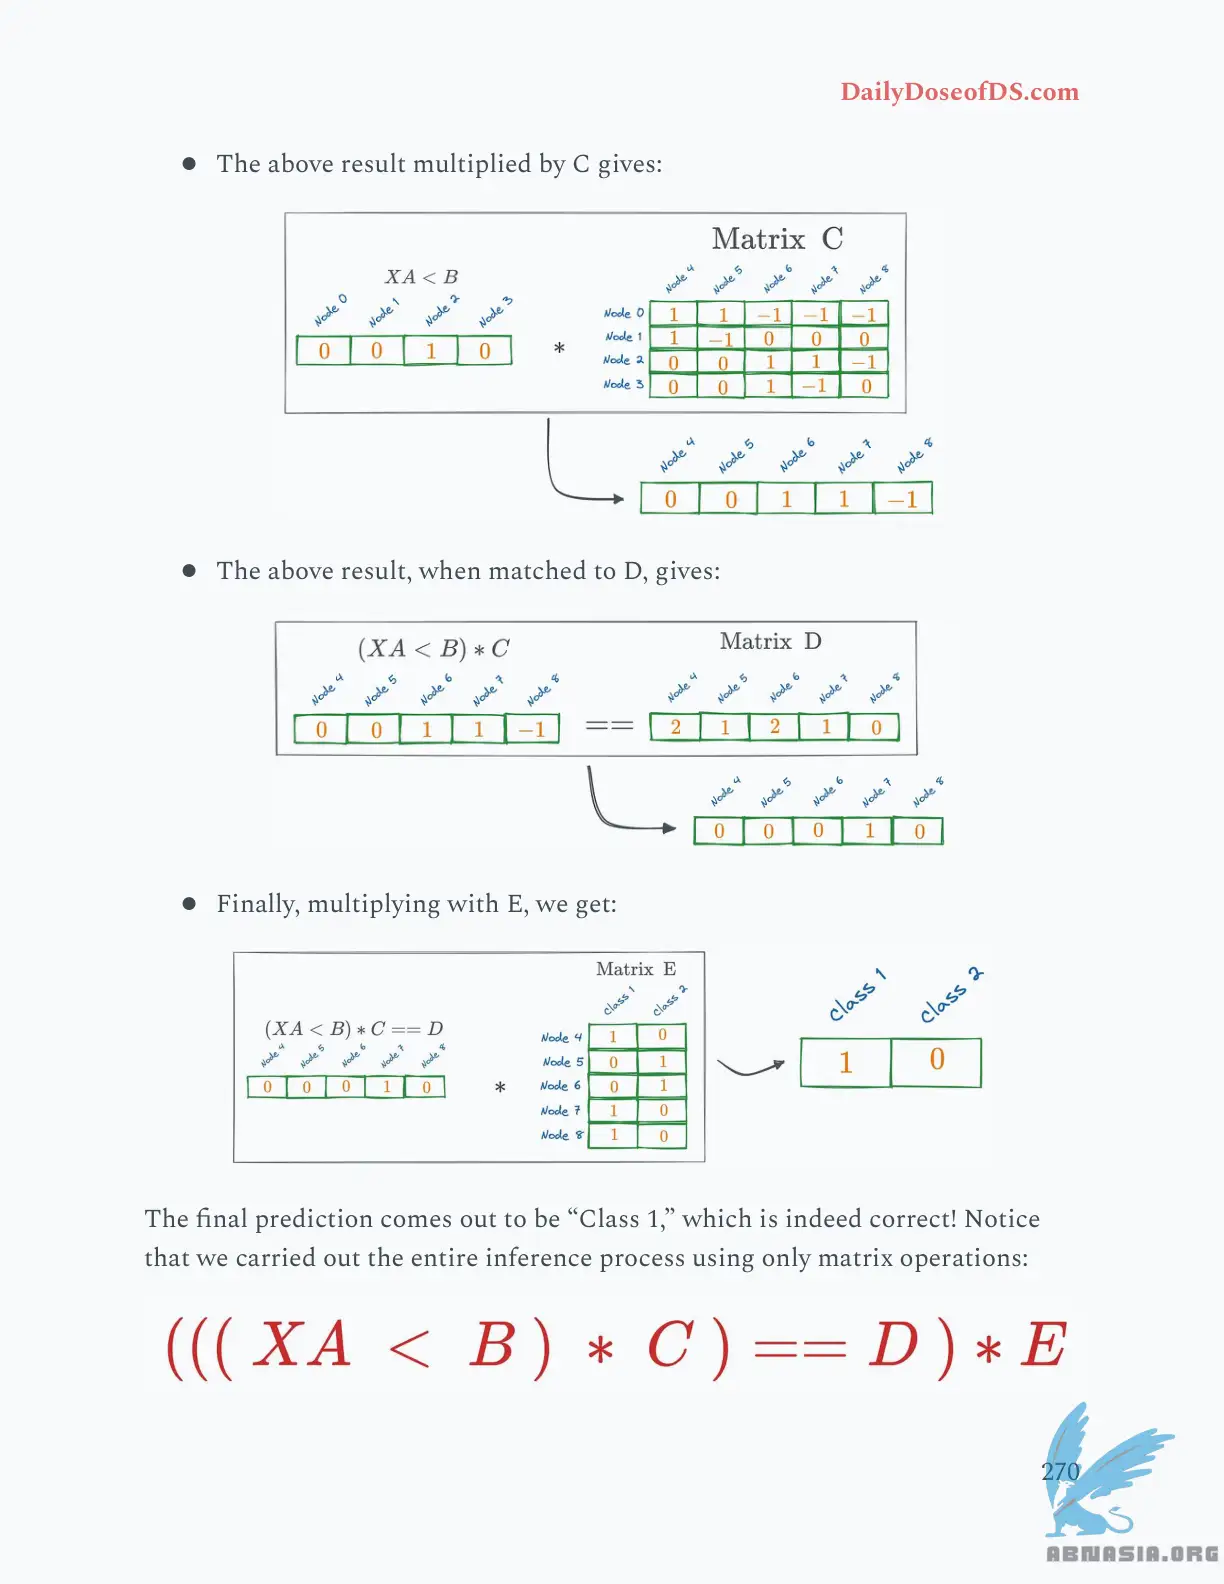 DailyDoseofDS.com
● The above result multiplied by C gives:
Matrix C
XA < B
Node 0 Node 1 Node 2 Node 3
0 0 1 0
*
Node 4 Node 5 Node 6 Node 7 Node 8
Node 0 1 1 −1 −1 −1
Node 1 1 −1 0 0 0
Node 2 0 0 1 1 −1
Node 3 0 0 1 −1 0
Node 4 Node 5 Node 6 Node 7 Node 8
0 0 1 1 −1
● The above result, when matched to D, gives:
(XA < B) * C
Matrix D
Node 4 Node 5 Node 6 Node 7 Node 8
0 0 1 1 −1
==
Node 4 Node 5 Node 6 Node 7 Node 8
2 1 2 1 0
Node 4 Node 5 Node 6 Node 7 Node 8
0 0 0 1 0
● Finally, multiplying with E, we get:
Matrix E
(XA < B) * C == D
Node 4 Node 5 Node 6 Node 7 Node 8
0 0 0 1 0
*
Class 1 Class 2
Node 4 1 0
Node 5 0 1
Node 6 0 1
Node 7 1 0
Node 8 1 0
Class 1 Class 2
1 0
The final prediction comes out to be “Class 1,” which is indeed correct! Notice
that we carried out the entire inference process using only matrix operations:
((( XA < B ) * C ) == D ) * E
270
ABNASIA.ORG